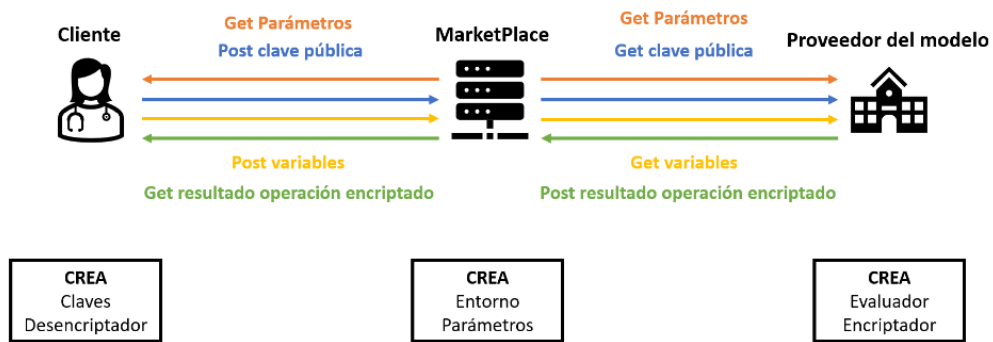 Cliente
Get Parámetros
Post clave pública
MarketPlace
Get Parámetros
Get clave pública
Proveedor del modelo
Post variables
Get resultado operación encriptado
Get variables
Post resultado operación encriptado
CREA
Claves
Desencriptador
CREA
Entorno
Parámetros
CREA
Evaluador
Encriptador